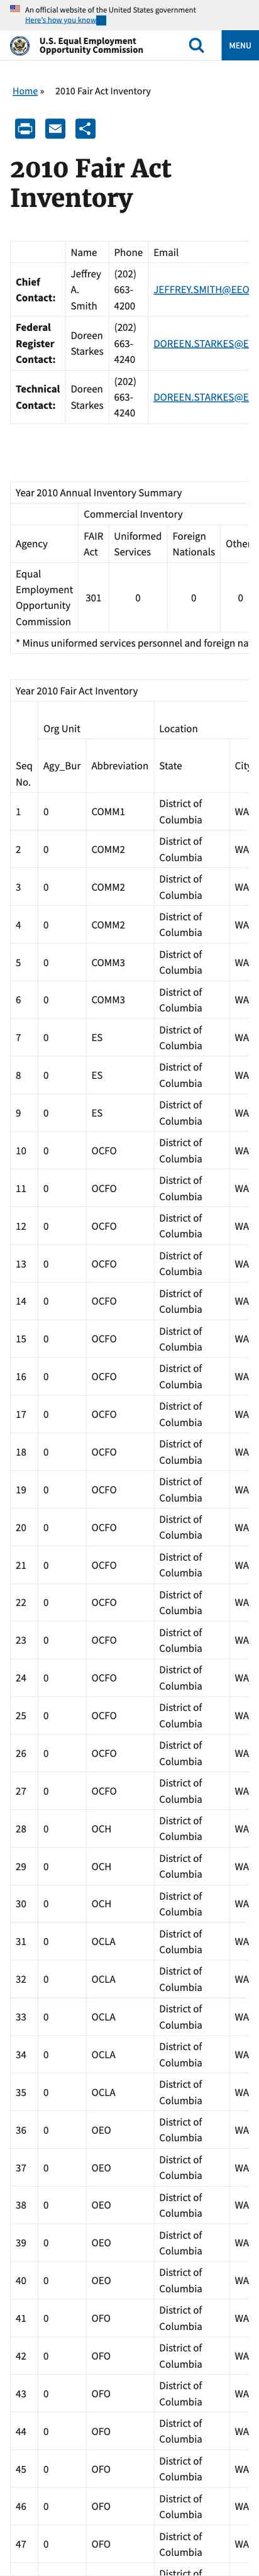 An official website of the United States government
Here's how you know
U.S. Equal Employment
Opportunity Commission
MENU
Home » 2010 Fair Act Inventory
2010 Fair Act
Inventory
Name Phone Email
Chief Contact: Jeffrey A. Smith (202) 663-4200 JEFFREY.SMITH@EEO
Federal Register Contact: Doreen Starkes (202) 663-4240 DOREEN.STARKES@E
Technical Contact: Doreen Starkes (202) 663-4240 DOREEN.STARKES@E
Year 2010 Annual Inventory Summary
Commercial Inventory
Agency FAIR Act Uniformed Services Foreign Nationals Other
Equal Employment Opportunity Commission 301 0 0 0
* Minus uniformed services personnel and foreign na
Year 2010 Fair Act Inventory
Org Unit Location
Seq No. Agy_Bur Abbreviation State City
1 0 COMM1 District of Columbia WA
2 0 COMM2 District of Columbia WA
3 0 COMM2 District of Columbia WA
4 0 COMM2 District of Columbia WA
5 0 COMM3 District of Columbia WA
6 0 COMM3 District of Columbia WA
7 0 ES District of Columbia WA
8 0 ES District of Columbia WA
9 0 ES District of Columbia WA
10 0 OCFO District of Columbia WA
11 0 OCFO District of Columbia WA
12 0 OCFO District of Columbia WA
13 0 OCFO District of Columbia WA
14 0 OCFO District of Columbia WA
15 0 OCFO District of Columbia WA
16 0 OCFO District of Columbia WA
17 0 OCFO District of Columbia WA
18 0 OCFO District of Columbia WA
19 0 OCFO District of Columbia WA
20 0 OCFO District of Columbia WA
21 0 OCFO District of Columbia WA
22 0 OCFO District of Columbia WA
23 0 OCFO District of Columbia WA
24 0 OCFO District of Columbia WA
25 0 OCFO District of Columbia WA
26 0 OCFO District of Columbia WA
27 0 OCFO District of Columbia WA
28 0 OCH District of Columbia WA
29 0 OCH District of Columbia WA
30 0 OCH District of Columbia WA
31 0 OCLA District of Columbia WA
32 0 OCLA District of Columbia WA
33 0 OCLA District of Columbia WA
34 0 OCLA District of Columbia WA
35 0 OCLA District of Columbia WA
36 0 OEO District of Columbia WA
37 0 OEO District of Columbia WA
38 0 OEO District of Columbia WA
39 0 OEO District of Columbia WA
40 0 OEO District of Columbia WA
41 0 OFO District of Columbia WA
42 0 OFO District of Columbia WA
43 0 OFO District of Columbia WA
44 0 OFO District of Columbia WA
45 0 OFO District of Columbia WA
46 0 OFO District of Columbia WA
47 0 OFO District of Columbia WA
District of